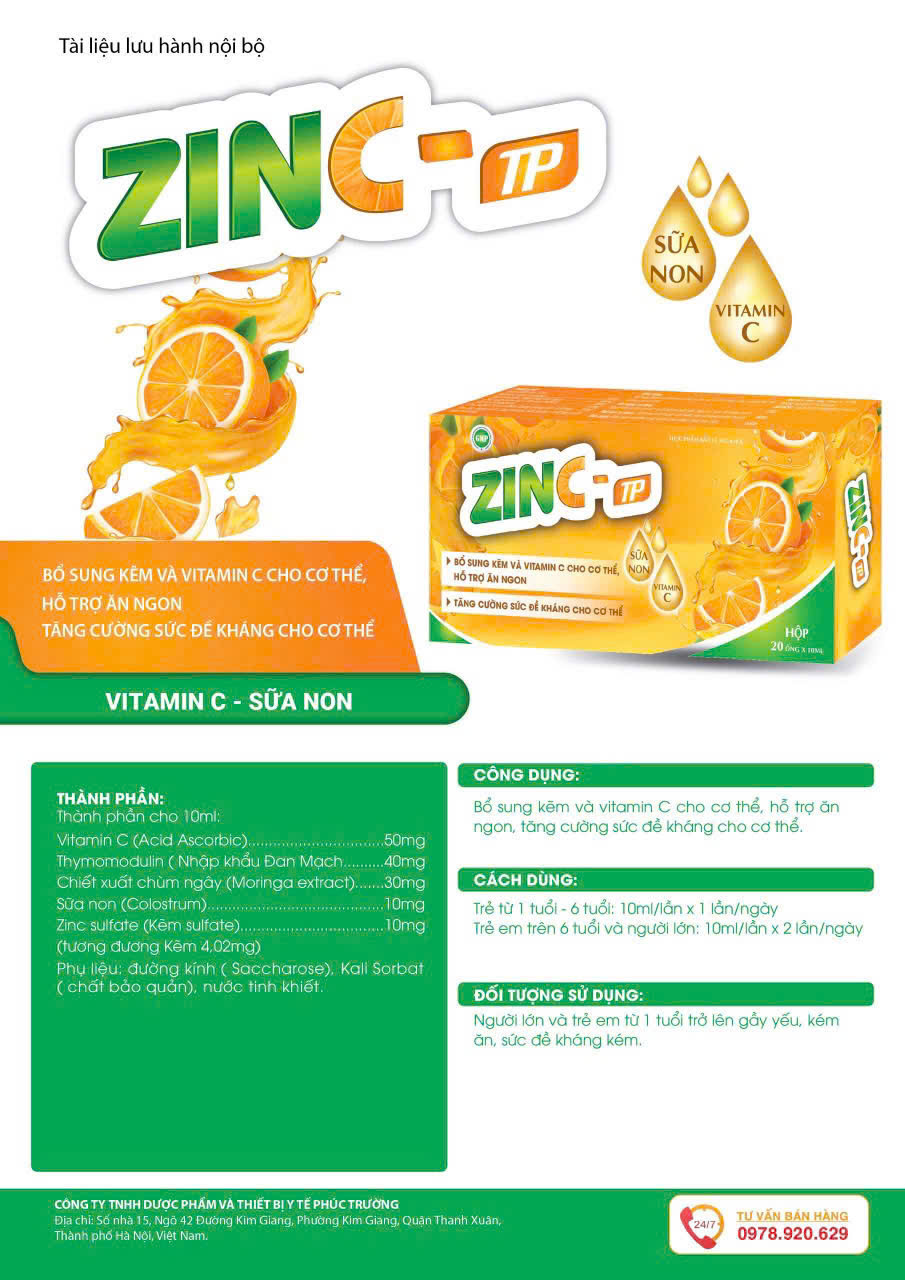 Tài liệu lưu hành nội bộ
ZINC-TP
SỮA
NON
VITAMIN
C
GMP
ZINC-TP
ZINC-TP
SỮA
NON
VITAMIN
C
BỔ SUNG KẼM VÀ VITAMIN C CHO CƠ THỂ,
HỖ TRỢ ĂN NGON
TĂNG CƯỜNG SỨC ĐỀ KHÁNG CHO CƠ THỂ
HỘP
20 ỐNG X 10ML
BỔ SUNG KẼM VÀ VITAMIN C CHO CƠ THỂ,
HỖ TRỢ ĂN NGON
TĂNG CƯỜNG SỨC ĐỀ KHÁNG CHO CƠ THỂ
VITAMIN C - SỮA NON
THÀNH PHẦN:
Thành phần cho 10ml:
Vitamin C (Acid Ascorbic)..................................50mg
Thymomodulin ( Nhập khẩu Đan Mạch..........40mg
Chiết xuất chùm ngây (Moringa extract).......30mg
Sữa non (Colostrum)............................................10mg
Zinc sulfate (Kẽm sulfate)...................................10mg
(tương đương Kẽm 4,02mg)
Phụ liệu: đường kính ( Saccharose), Kali Sorbat
( chất bảo quản), nước tinh khiết.
CÔNG DỤNG:
Bổ sung kẽm và vitamin C cho cơ thể, hỗ trợ ăn
ngon, tăng cường sức đề kháng cho cơ thể.
CÁCH DÙNG:
Trẻ từ 1 tuổi - 6 tuổi: 10ml/lần x 1 lần/ngày
Trẻ em trên 6 tuổi và người lớn: 10ml/lần x 2 lần/ngày
ĐỐI TƯỢNG SỬ DỤNG:
Người lớn và trẻ em từ 1 tuổi trở lên gầy yếu, kém
ăn, sức đề kháng kém.
CÔNG TY TNHH DƯỢC PHẨM VÀ THIẾT BỊ Y TẾ PHÚC TRƯỜNG
Địa chỉ: Số nhà 15, Ngõ 42 Đường Kim Giang, Phường Kim Giang, Quận Thanh Xuân,
Thành phố Hà Nội, Việt Nam.
24/7
TƯ VẤN BÁN HÀNG
0978.920.629